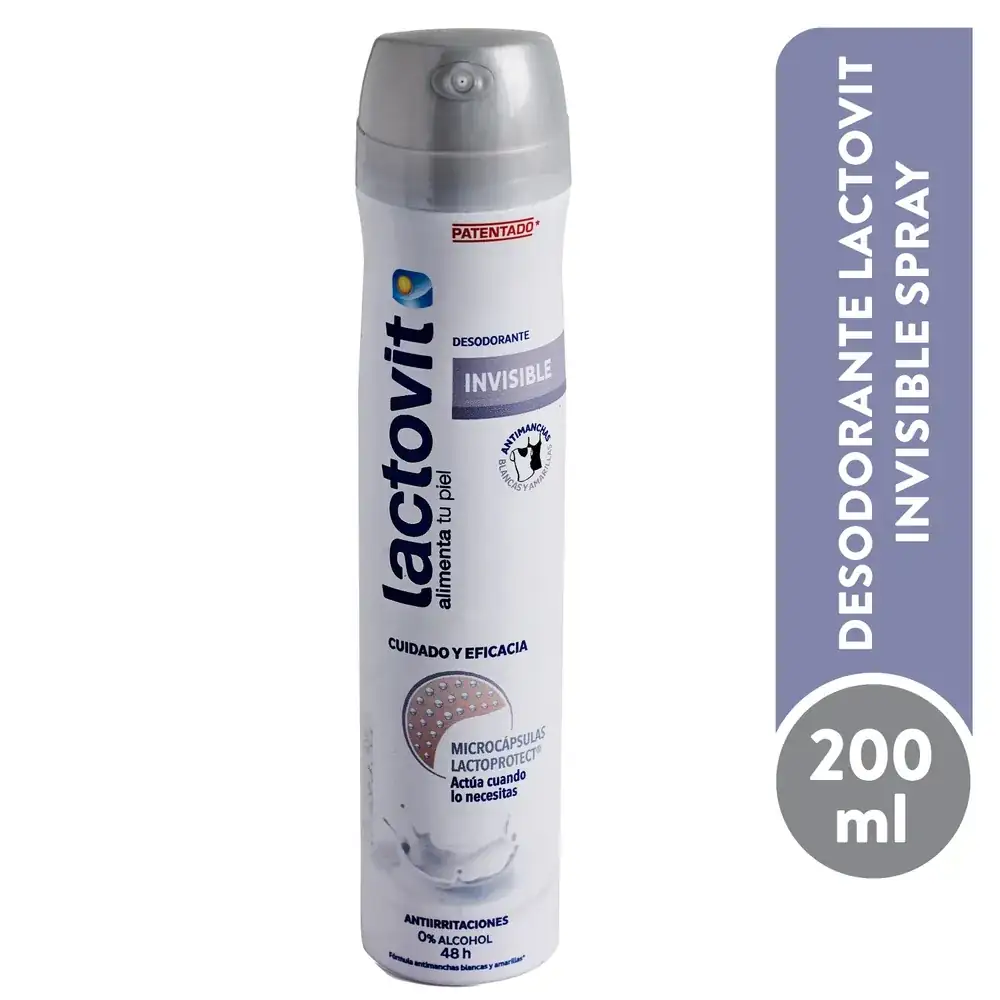 PATENTADO*
lactovit
alimenta tu piel
DESODORANTE
INVISIBLE
ANTIMANCHAS
BLANCAS Y AMARILLAS
CUIDADO Y EFICACIA
MICROCÁPSULAS
LACTOPROTECT®
Actúa cuando
lo necesitas
ANTIIRRITACIONES
0% ALCOHOL
48 h
Fórmula antimanchas blancas y amarillas*
DESODORANTE LACTOVIT
INVISIBLE SPRAY
200
ml